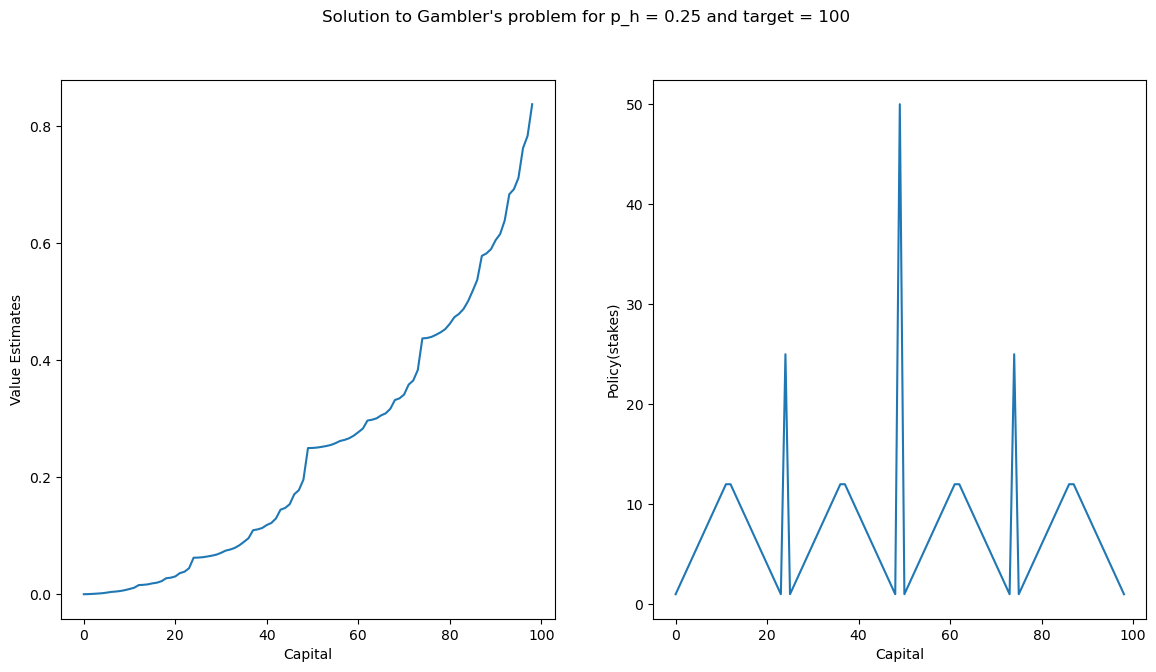 Solution to Gambler's problem for p_h = 0.25 and target = 100
Value Estimates
0.8
0.6
0.4
0.2
0.0
0 20 40 60 80 100
Capital
Policy(stakes)
50
40
30
20
10
0
0 20 40 60 80 100
Capital